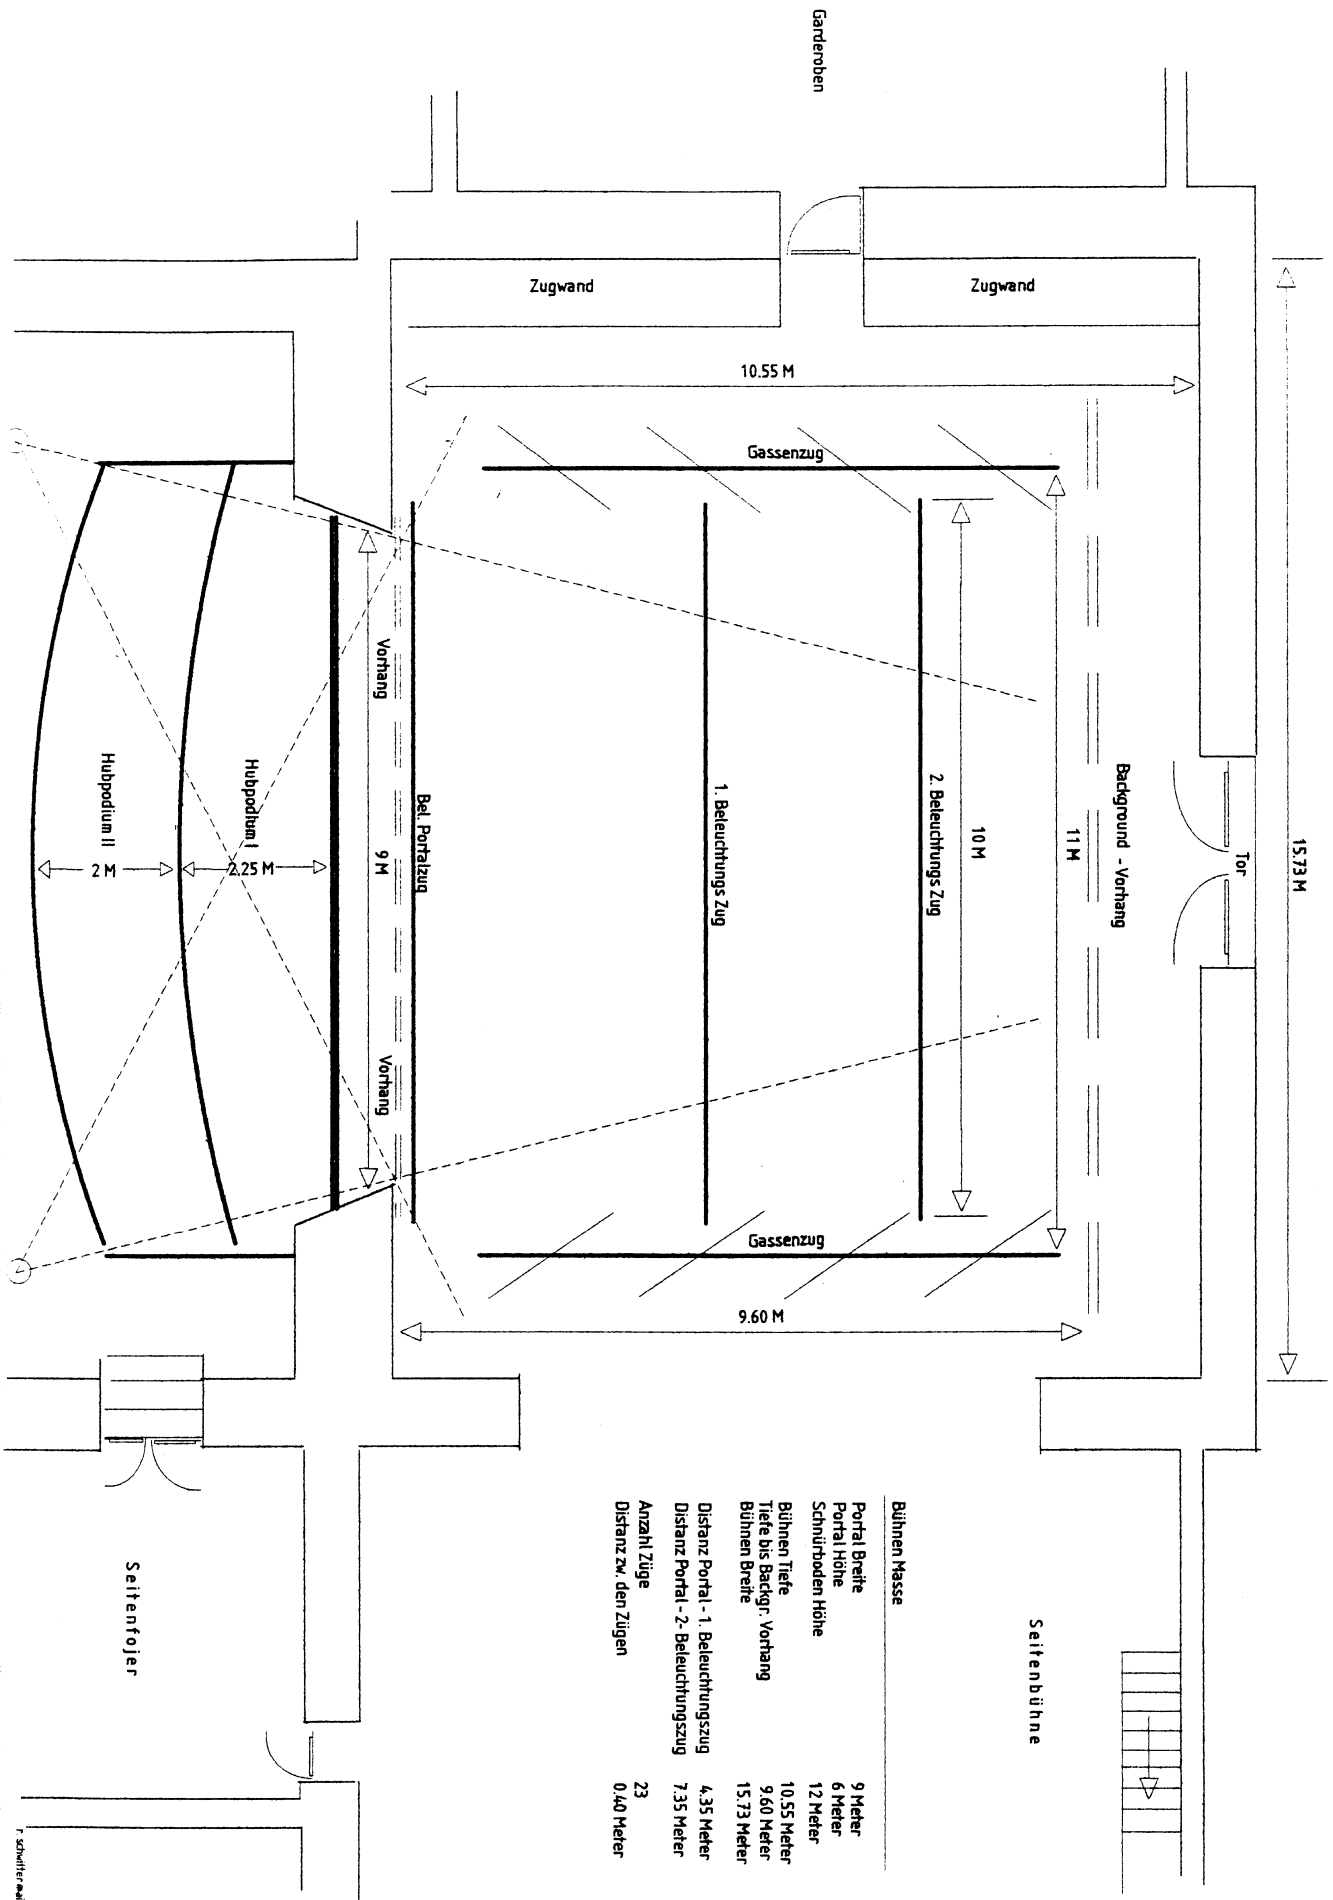 Garderoben
Zugwand
Zugwand
10.55 M
Gassenzug
15.73 M
Tor
Background - Vorhang
11 M
10 M
2. Beleuchtungs Zug
1. Beleuchtungs Zug
Bel. Portalzug
Vorhang
9 M
Vorhang
Hubpodium I
2.25 M
Hubpodium II
2 M
Gassenzug
9.60 M
Seitenbühne
Seitenfojer
Bühnen Masse
Portal Breite 9 Meter
Portal Höhe 6 Meter
Schnürboden Höhe 12 Meter
Bühnen Tiefe 10.55 Meter
Tiefe bis Backgr. Vorhang 9.60 Meter
Bühnen Breite 15.73 Meter
Distanz Portal - 1. Beleuchtungszug 4.35 Meter
Distanz Portal - 2- Beleuchtungszug 7.35 Meter
Anzahl Züge 23
Distanz zw. den Zügen 0.40 Meter
r. schwitter